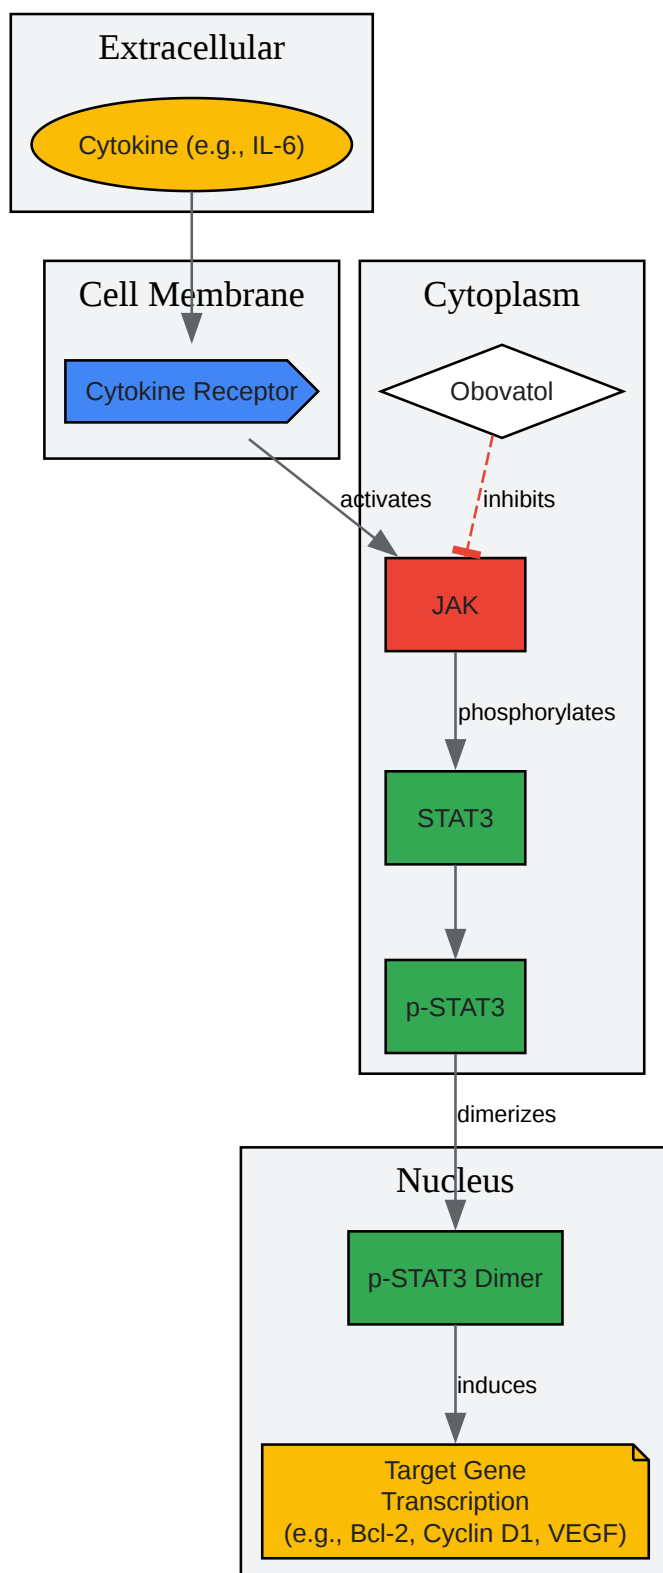 Extracellular
Cytokine (e.g., IL-6)
Cell Membrane
Cytokine Receptor
Cytoplasm
Obovatol
activates
inhibits
JAK
phosphorylates
STAT3
p-STAT3
dimerizes
Nucleus
p-STAT3 Dimer
induces
Target Gene
Transcription
(e.g., Bcl-2, Cyclin D1, VEGF)